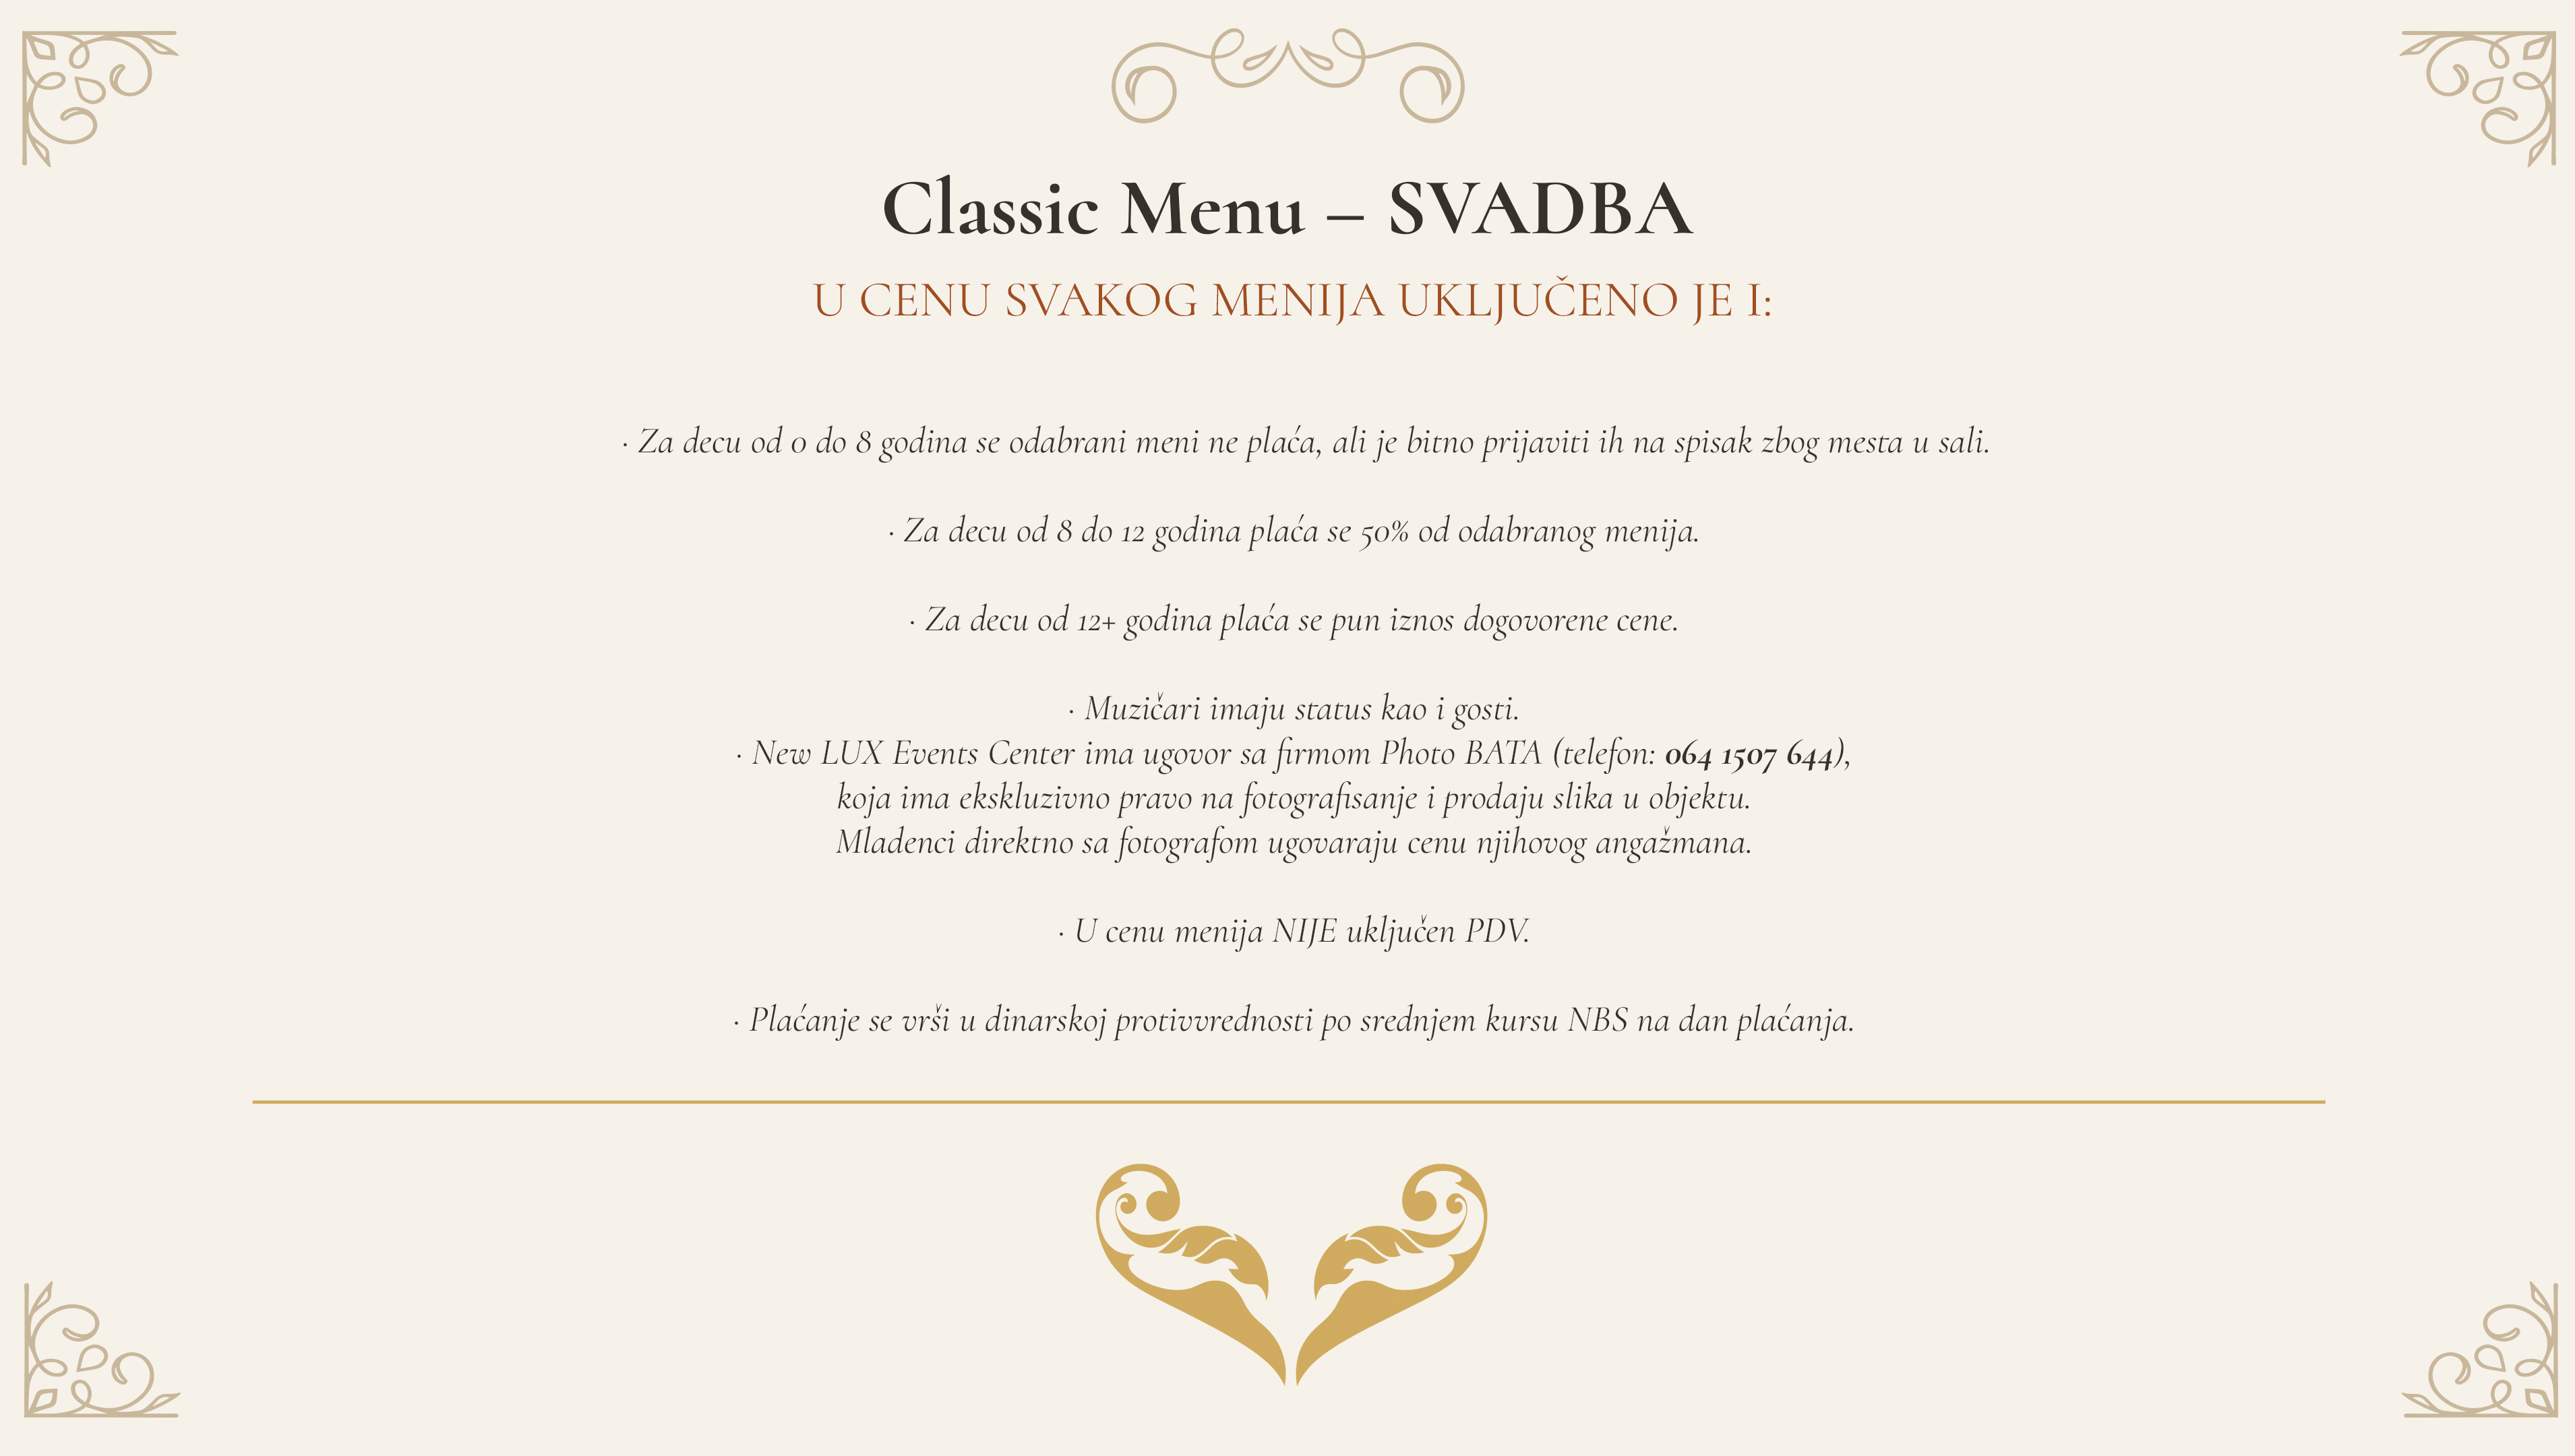 Classic Menu – SVADBA
U CENU SVAKOG MENIJA UKLJUČENO JE I:
· Za decu od 0 do 8 godina se odabrani meni ne plaća, ali je bitno prijaviti ih na spisak zbog mesta u sali.
· Za decu od 8 do 12 godina plaća se 50% od odabranog menija.
· Za decu od 12+ godina plaća se pun iznos dogovorene cene.
· Muzičari imaju status kao i gosti.
· New LUX Events Center ima ugovor sa firmom Photo BATA (telefon: 064 1507 644),
koja ima ekskluzivno pravo na fotografisanje i prodaju slika u objektu.
Mladenci direktno sa fotografom ugovaraju cenu njihovog angažmana.
· U cenu menija NIJE uključen PDV.
· Plaćanje se vrši u dinarskoj protivvrednosti po srednjem kursu NBS na dan plaćanja.